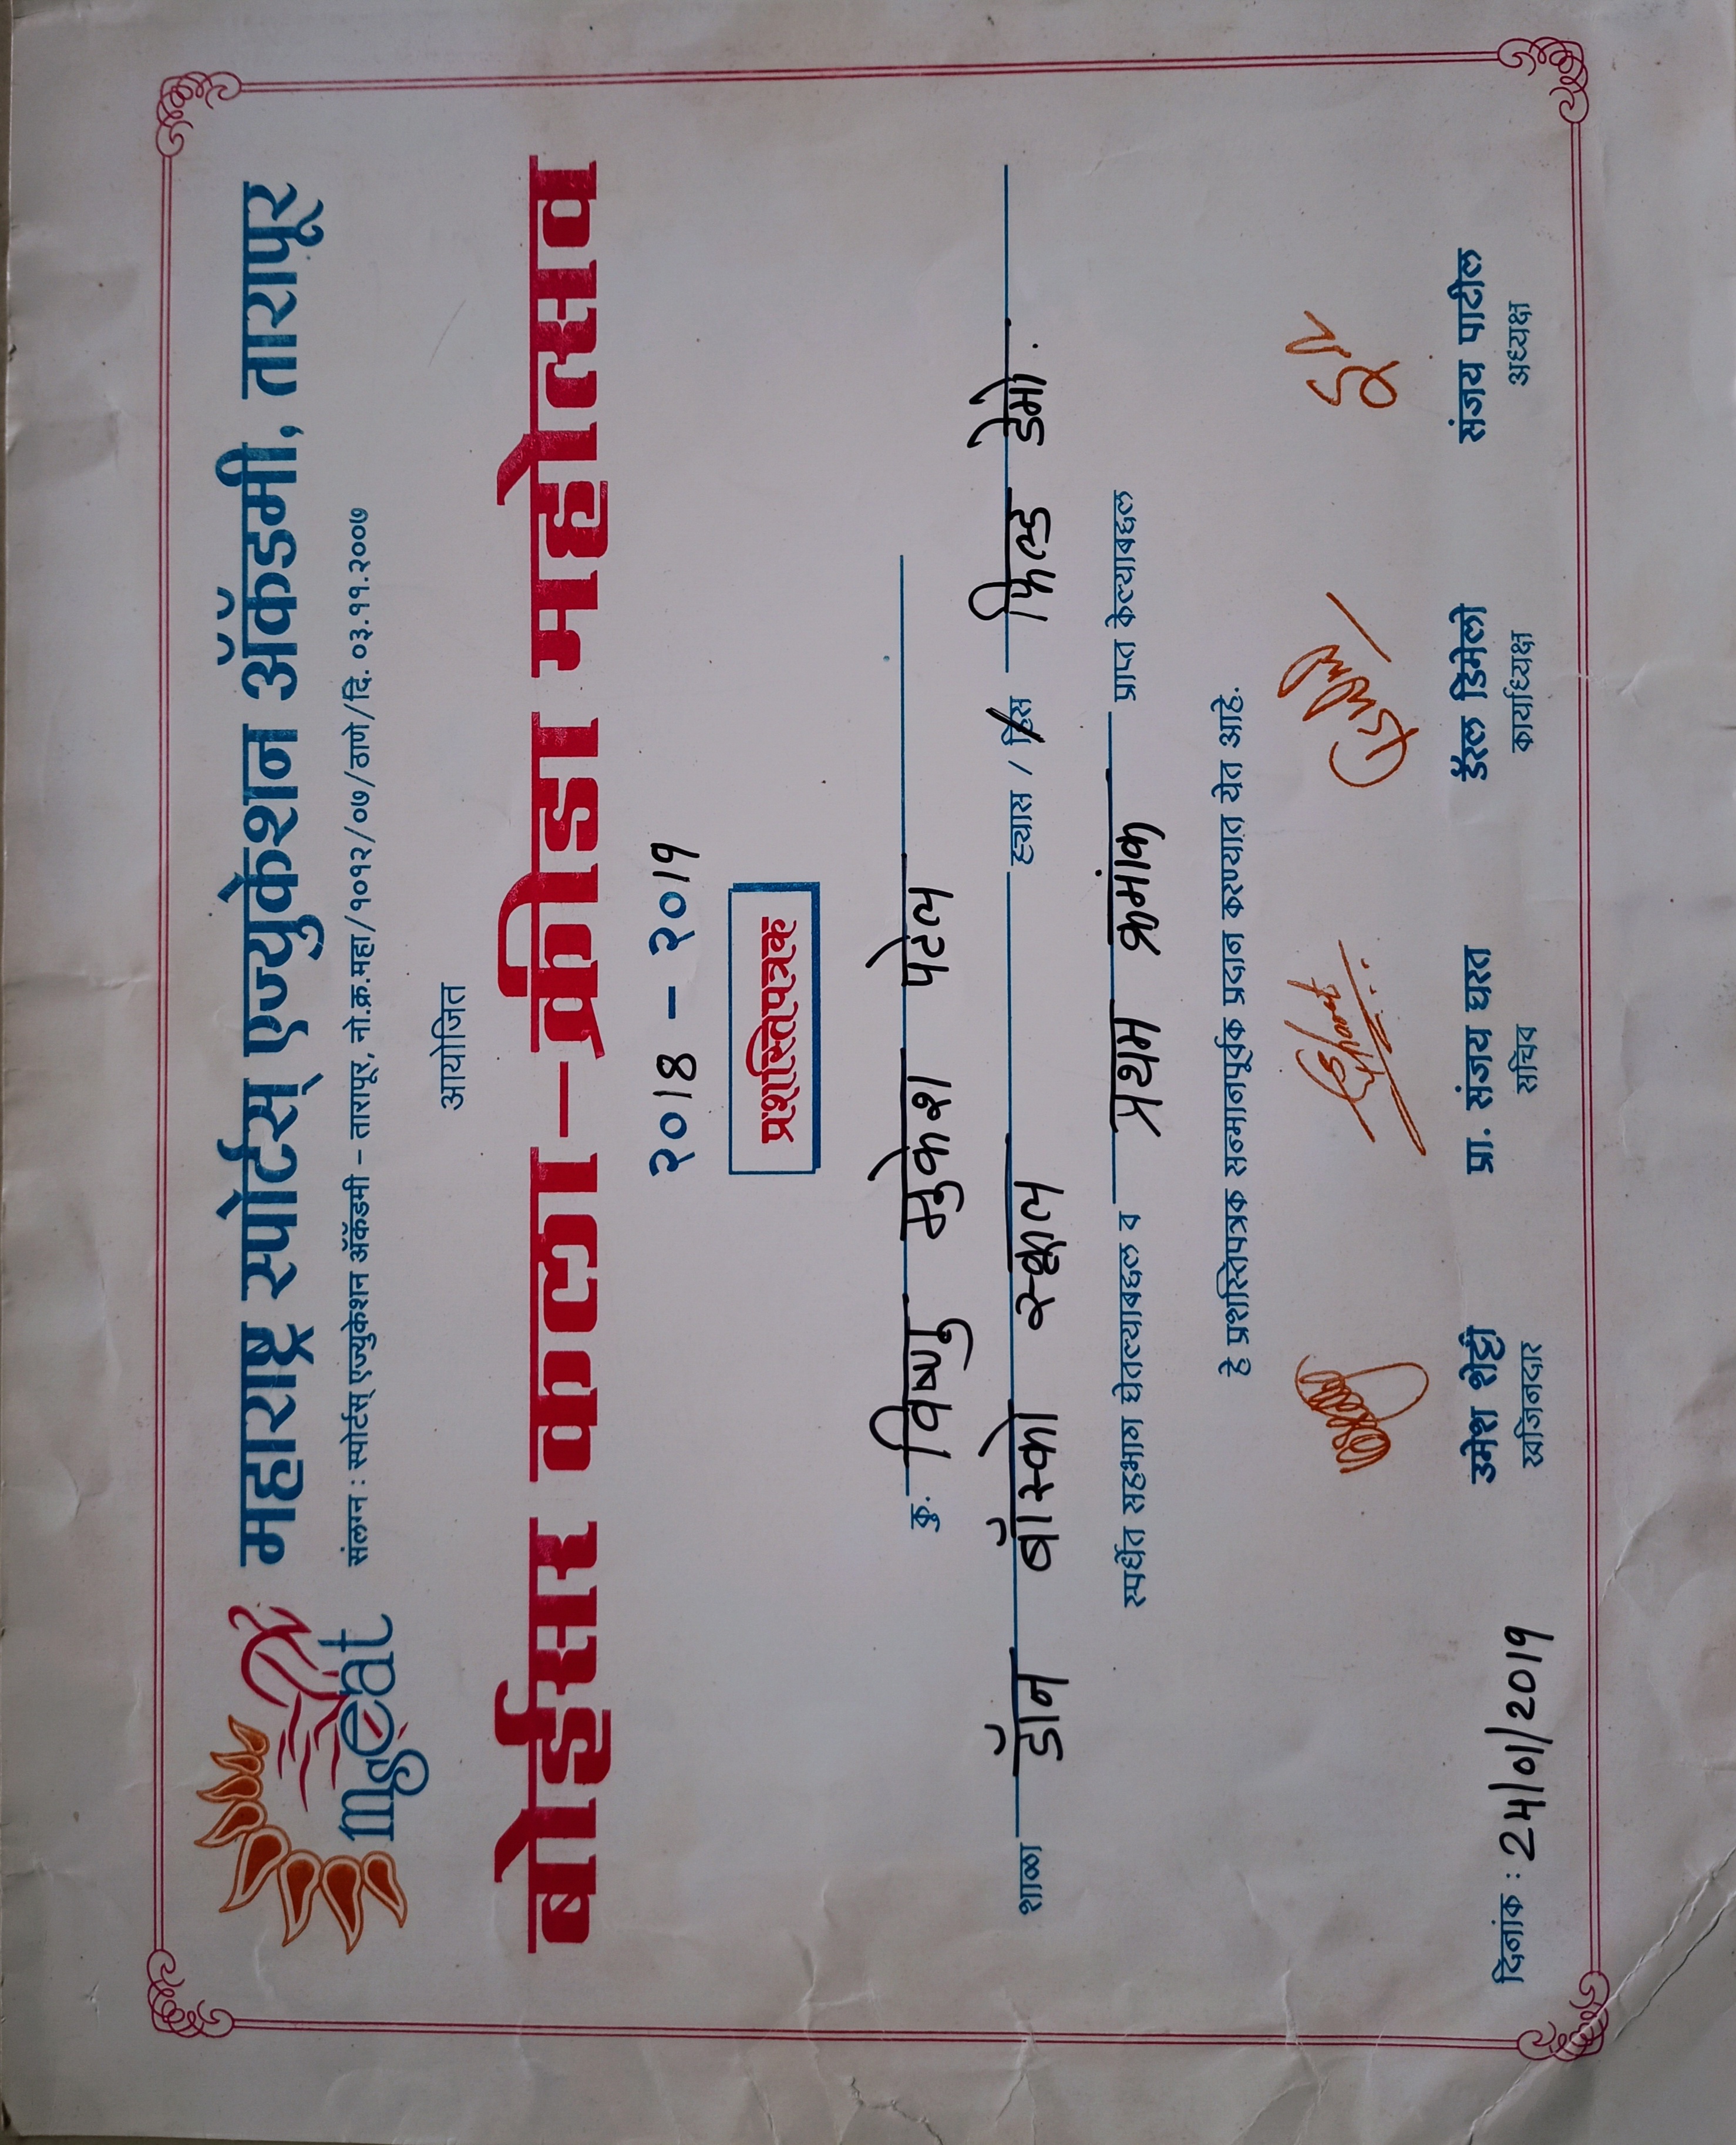 mseat
महाराष्ट्र स्पोर्टस् एज्युकेशन अॅकॅडमी, तारापूर
संलग्न : स्पोर्टस् एज्युकेशन अॅकॅडमी – तारापूर, नो.क्र.महा/१०१२/०७/ठाणे/दि. ०३.११.२००७
आयोजित
बोईसर कला – क्रीडा महोत्सव
२०१८ – २०१९
प्रशस्तिपत्रक
कु. विष्णु मुकेश पटेल
शाळा डॉन बॉस्को स्कूल ह्यास / हिस फिल्ड डेमो.
स्पर्धेत सहभाग घेतल्याबद्दल व प्रथम क्रमांक प्राप्त केल्याबद्दल
हे प्रशस्तिपत्रक सन्मानपूर्वक प्रदान करण्यात येत आहे.
दिनांक : 24/01/2019
उमेश शेट्टी प्रा. संजय घरत डॅरल डिमेलो संजय पाटील
खजिनदार सचिव कार्याध्यक्ष अध्यक्ष